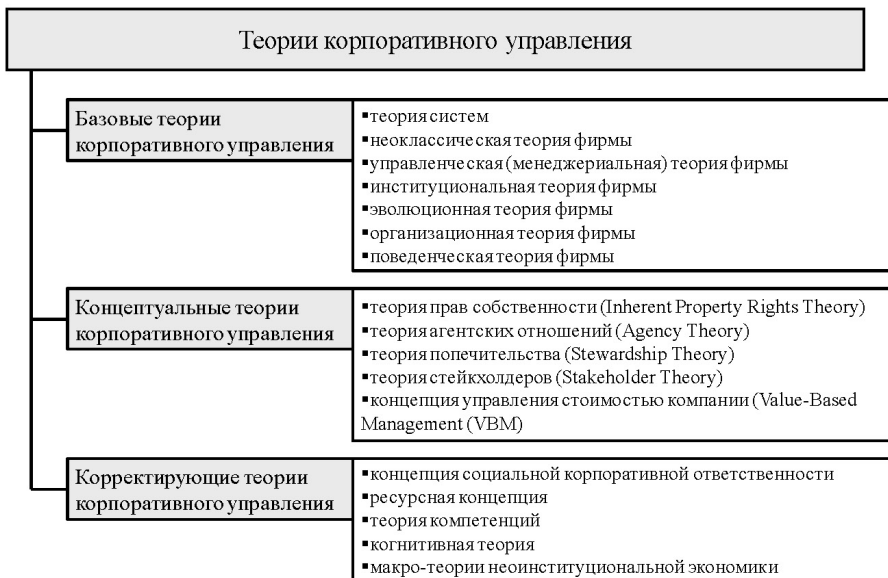 Теории корпоративного управления
Базовые теории
корпоративного управления
▪теория систем
▪неоклассическая теория фирмы
▪управленческая (менеджериальная) теория фирмы
▪институциональная теория фирмы
▪эволюционная теория фирмы
▪организационная теория фирмы
▪поведенческая теория фирмы
Концептуальные теории
корпоративного управления
▪теория прав собственности (Inherent Property Rights Theory)
▪теория агентских отношений (Agency Theory)
▪теория попечительства (Stewardship Theory)
▪теория стейкхолдеров (Stakeholder Theory)
▪концепция управления стоимостью компании (Value-Based
Management (VBM)
Корректирующие теории
корпоративного управления
▪концепция социальной корпоративной ответственности
▪ресурсная концепция
▪теория компетенций
▪когнитивная теория
▪макро-теории неоинституциональной экономики